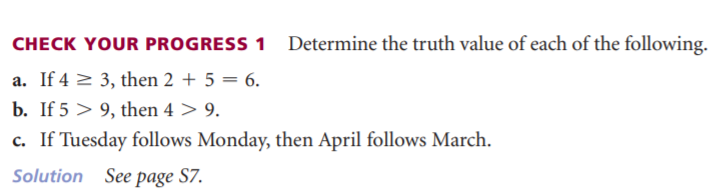 CHECK YOUR PROGRESS 1 Determine the truth value of each of the following.
a. If 4 ≥ 3, then 2 + 5 = 6.
b. If 5 > 9, then 4 > 9.
c. If Tuesday follows Monday, then April follows March.
Solution See page S7.